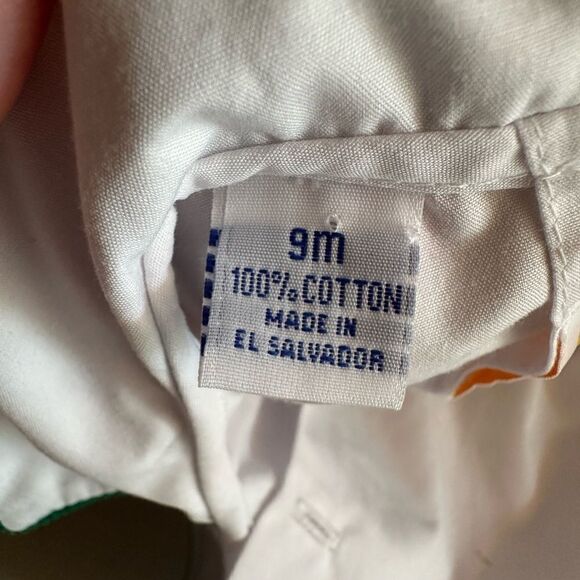 9m
100% COTTON
MADE IN
EL SALVADOR